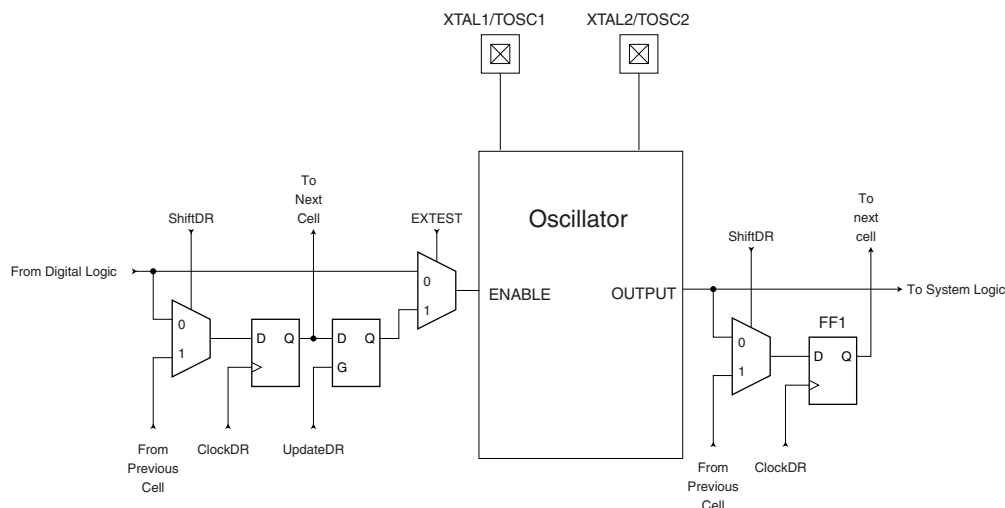 XTAL1/TOSC1
XTAL2/TOSC2
To
Next
Cell
ShiftDR
EXTEST
From Digital Logic
0
1
D
Q
D
Q
G
0
1
From
Previous
Cell
ClockDR
UpdateDR
Oscillator
ENABLE
OUTPUT
To
next
cell
ShiftDR
To System Logic
FF1
0
1
D
Q
From
Previous
Cell
ClockDR